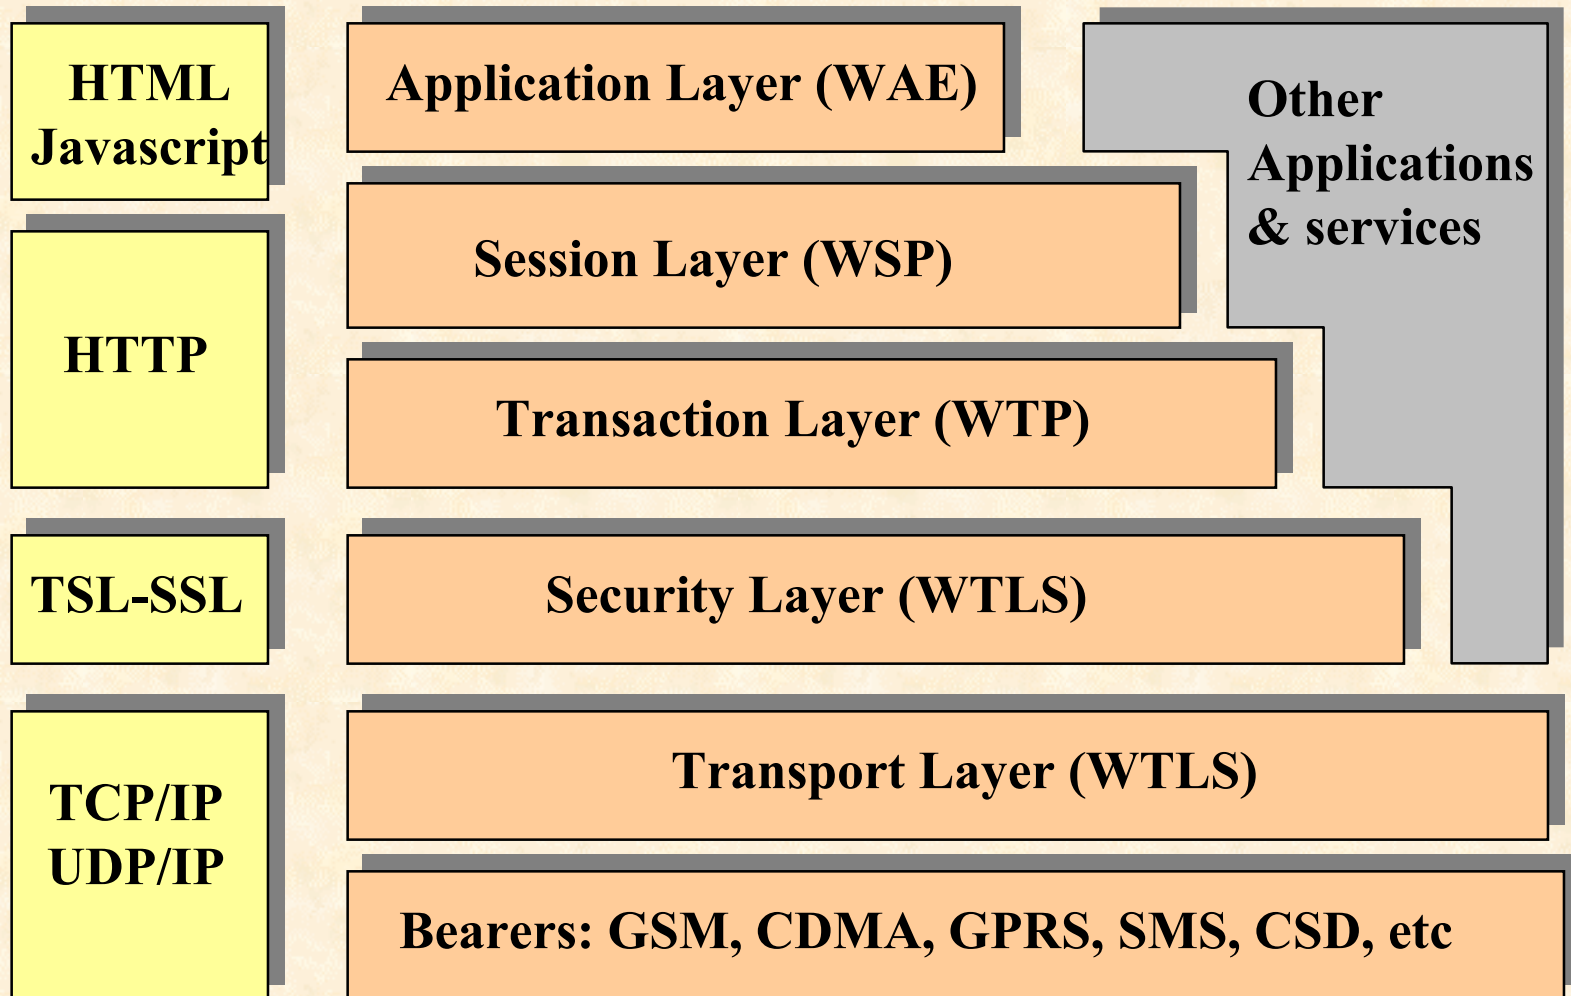 HTML
Javascript
HTTP
TSL-SSL
TCP/IP
UDP/IP
Application Layer (WAE)
Session Layer (WSP)
Transaction Layer (WTP)
Security Layer (WTLS)
Transport Layer (WTLS)
Bearers: GSM, CDMA, GPRS, SMS, CSD, etc
Other
Applications
& services